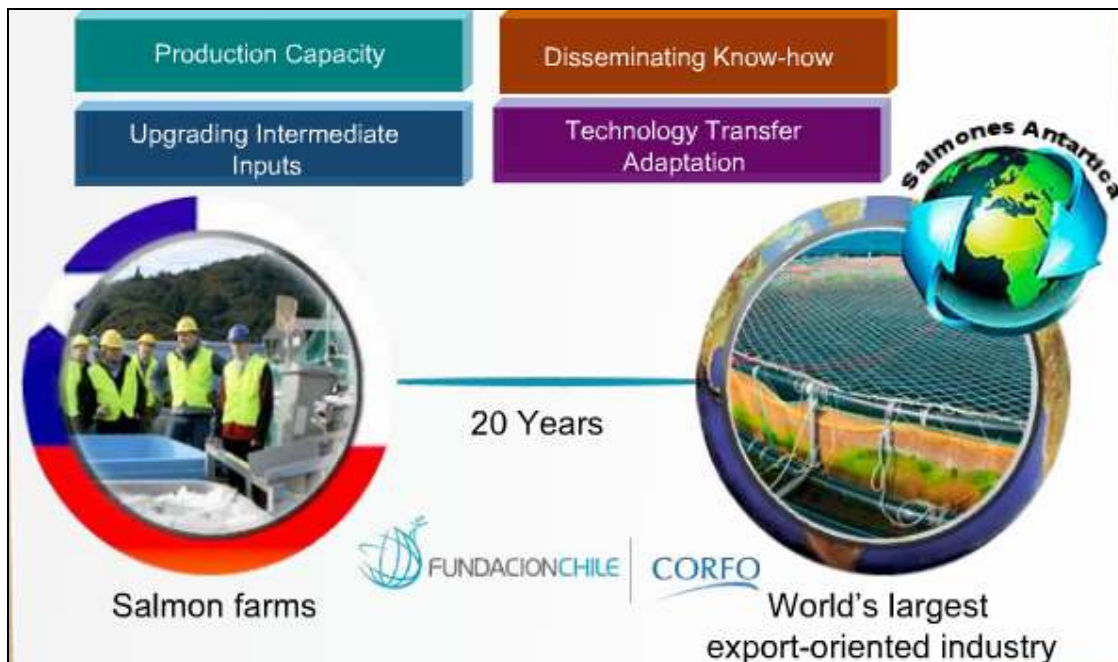 Production Capacity
Disseminating Know-how
Upgrading Intermediate
Inputs
Technology Transfer
Adaptation
Salmones Antartica
20 Years
FUNDACIONCHILE
CORFO
Salmon farms
World's largest
export-oriented industry